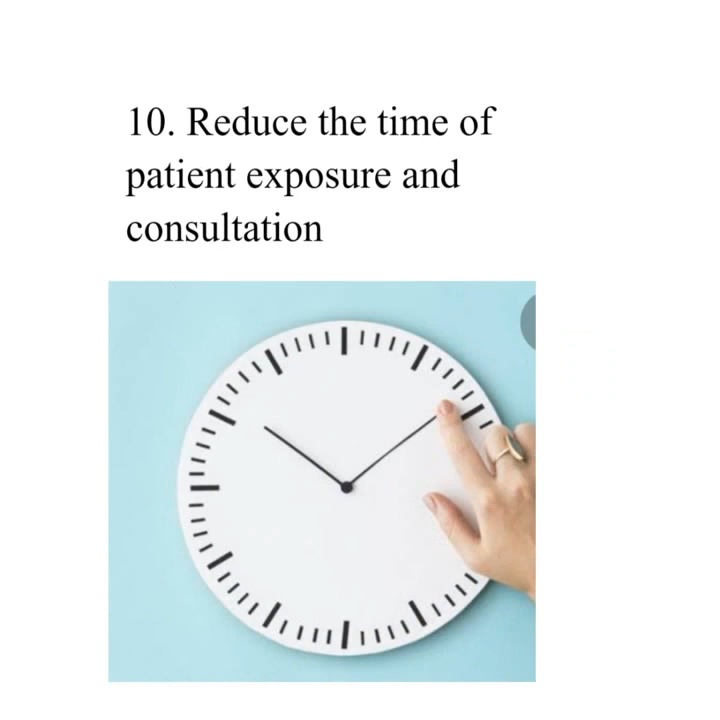 10. Reduce the time of
patient exposure and
consultation